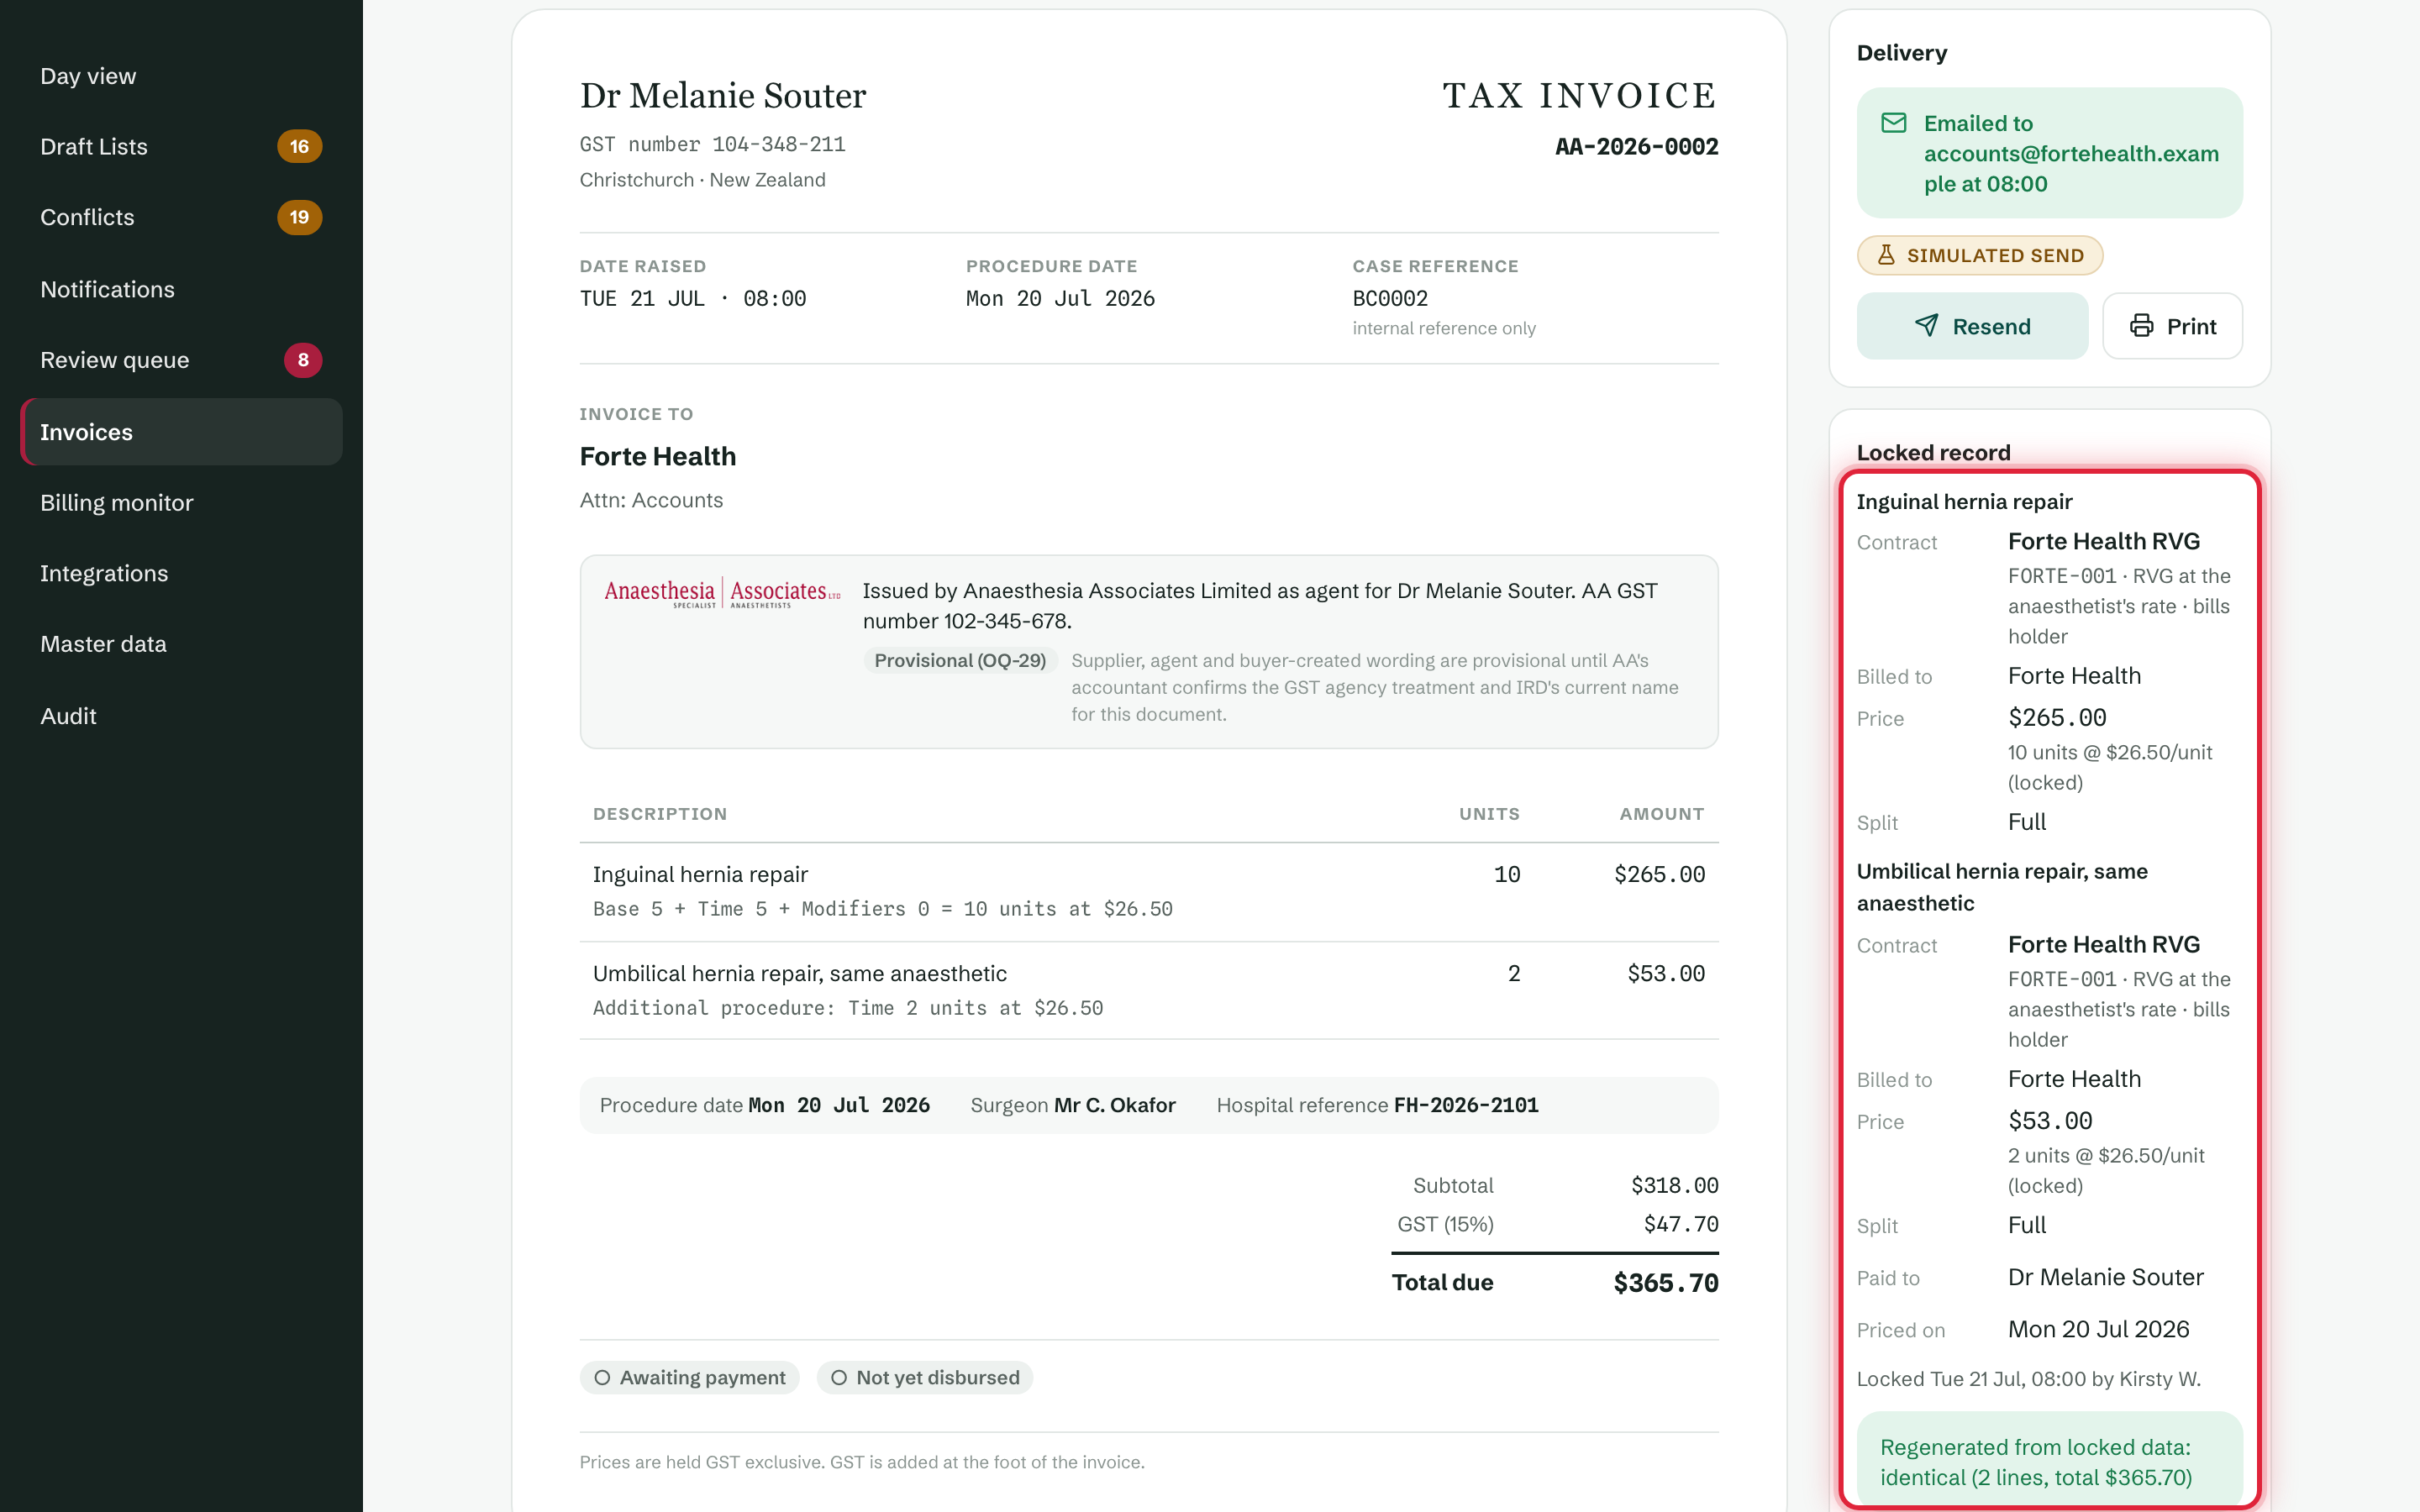 Day view
Draft Lists 16
Conflicts 19
Notifications
Review queue 8
Invoices
Billing monitor
Integrations
Master data
Audit
Dr Melanie Souter
GST number 104-348-211
Christchurch · New Zealand
TAX INVOICE
AA-2026-0002
DATE RAISED
TUE 21 JUL · 08:00
PROCEDURE DATE
Mon 20 Jul 2026
CASE REFERENCE
BC0002
internal reference only
INVOICE TO
Forte Health
Attn: Accounts
Anaesthesia Associates LTD
SPECIALIST ANAESTHETISTS
Issued by Anaesthesia Associates Limited as agent for Dr Melanie Souter. AA GST
number 102-345-678.
Provisional (OQ-29)
Supplier, agent and buyer-created wording are provisional until AA's
accountant confirms the GST agency treatment and IRD's current name
for this document.
DESCRIPTION UNITS AMOUNT
Inguinal hernia repair 10 $265.00
Base 5 + Time 5 + Modifiers 0 = 10 units at $26.50
Umbilical hernia repair, same anaesthetic 2 $53.00
Additional procedure: Time 2 units at $26.50
Procedure date Mon 20 Jul 2026 Surgeon Mr C. Okafor Hospital reference FH-2026-2101
Subtotal $318.00
GST (15%) $47.70
Total due $365.70
Awaiting payment Not yet disbursed
Prices are held GST exclusive. GST is added at the foot of the invoice.
Delivery
Emailed to
accounts@fortehealth.exam
ple at 08:00
SIMULATED SEND
Resend Print
Locked record
Inguinal hernia repair
Contract Forte Health RVG
FORTE-001 · RVG at the
anaesthetist's rate · bills
holder
Billed to Forte Health
Price $265.00
10 units @ $26.50/unit
(locked)
Split Full
Umbilical hernia repair, same
anaesthetic
Contract Forte Health RVG
FORTE-001 · RVG at the
anaesthetist's rate · bills
holder
Billed to Forte Health
Price $53.00
2 units @ $26.50/unit
(locked)
Split Full
Paid to Dr Melanie Souter
Priced on Mon 20 Jul 2026
Locked Tue 21 Jul, 08:00 by Kirsty W.
Regenerated from locked data:
identical (2 lines, total $365.70)